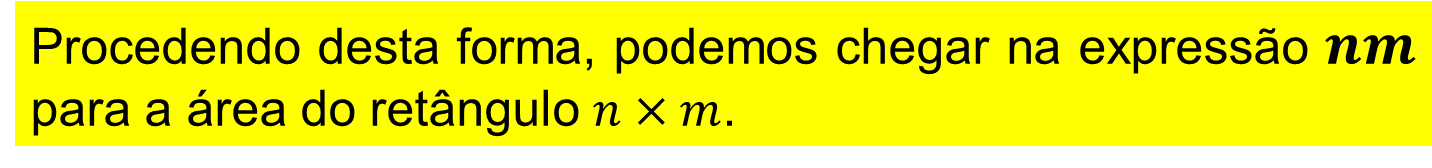 Procedendo desta forma, podemos chegar na expressão nm
para a área do retângulo n × m.